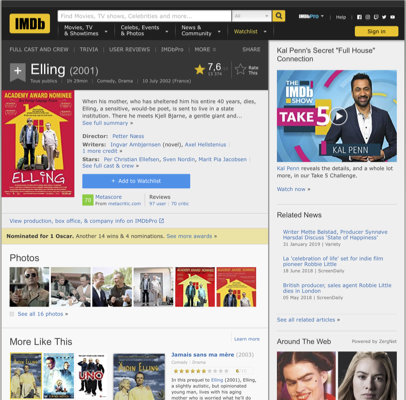 IMDb
Find Movies, TV shows, Celebrities and more...
All
Movies, TV
& Showtimes
Celebs, Events
& Photos
News &
Community
Watchlist
IMDbPro
Help
Sign in
FULL CAST AND CREW | TRIVIA | USER REVIEWS | IMDbPro | MORE
SHARE
Elling (2001)
Tous publics | 1h 29min | Comedy, Drama | 10 July 2002 (France)
7,6
Rate
This
ACADEMY AWARD NOMINEE
ELLiNG
When his mother, who has sheltered him his entire 40 years, dies,
Elling, a sensitive, would-be poet, is sent to live in a state
institution. There he meets Kjell Bjarne, a gentle giant and...
See full summary »
Director: Petter Næss
Writers: Ingvar Ambjørnsen (novel), Axel Hellstenius |
1 more credit »
Stars: Per Christian Ellefsen, Sven Nordin, Marit Pia Jacobsen |
See full cast & crew »
+ Add to Watchlist
70
Metascore
From metacritic.com
Reviews
97 user | 70 critic
View production, box office, & company info on IMDbPro
Nominated for 1 Oscar. Another 14 wins & 4 nominations. See more awards »
Photos
See all 16 photos »
More Like This
Learn more
UNO
Jamais sans ma mère (2003)
Comedy | Drama
In this prequel to Elling (2001), Elling,
a slightly autistic, but opinionated
young man, lives with his aging
mother who is worried what he'll do
Kal Penn's Secret "Full House"
Connection
THE
IMDb
SHOW
TAKE 5
KAL PENN
Kal Penn reveals the details, and a whole lot
more, in our Take 5 Challenge.
Watch now »
Related News
Writer Mette Bølstad, Producer Synnøve
Hørsdal Discuss 'State of Happiness'
31 January 2019 | Variety
La 'celebration of life' set for indie film
pioneer Robbie Little
18 June 2018 | ScreenDaily
British producer, sales agent Robbie Little
dies in London
05 May 2018 | ScreenDaily
See all related articles »
Around The Web
Powered by ZergNet